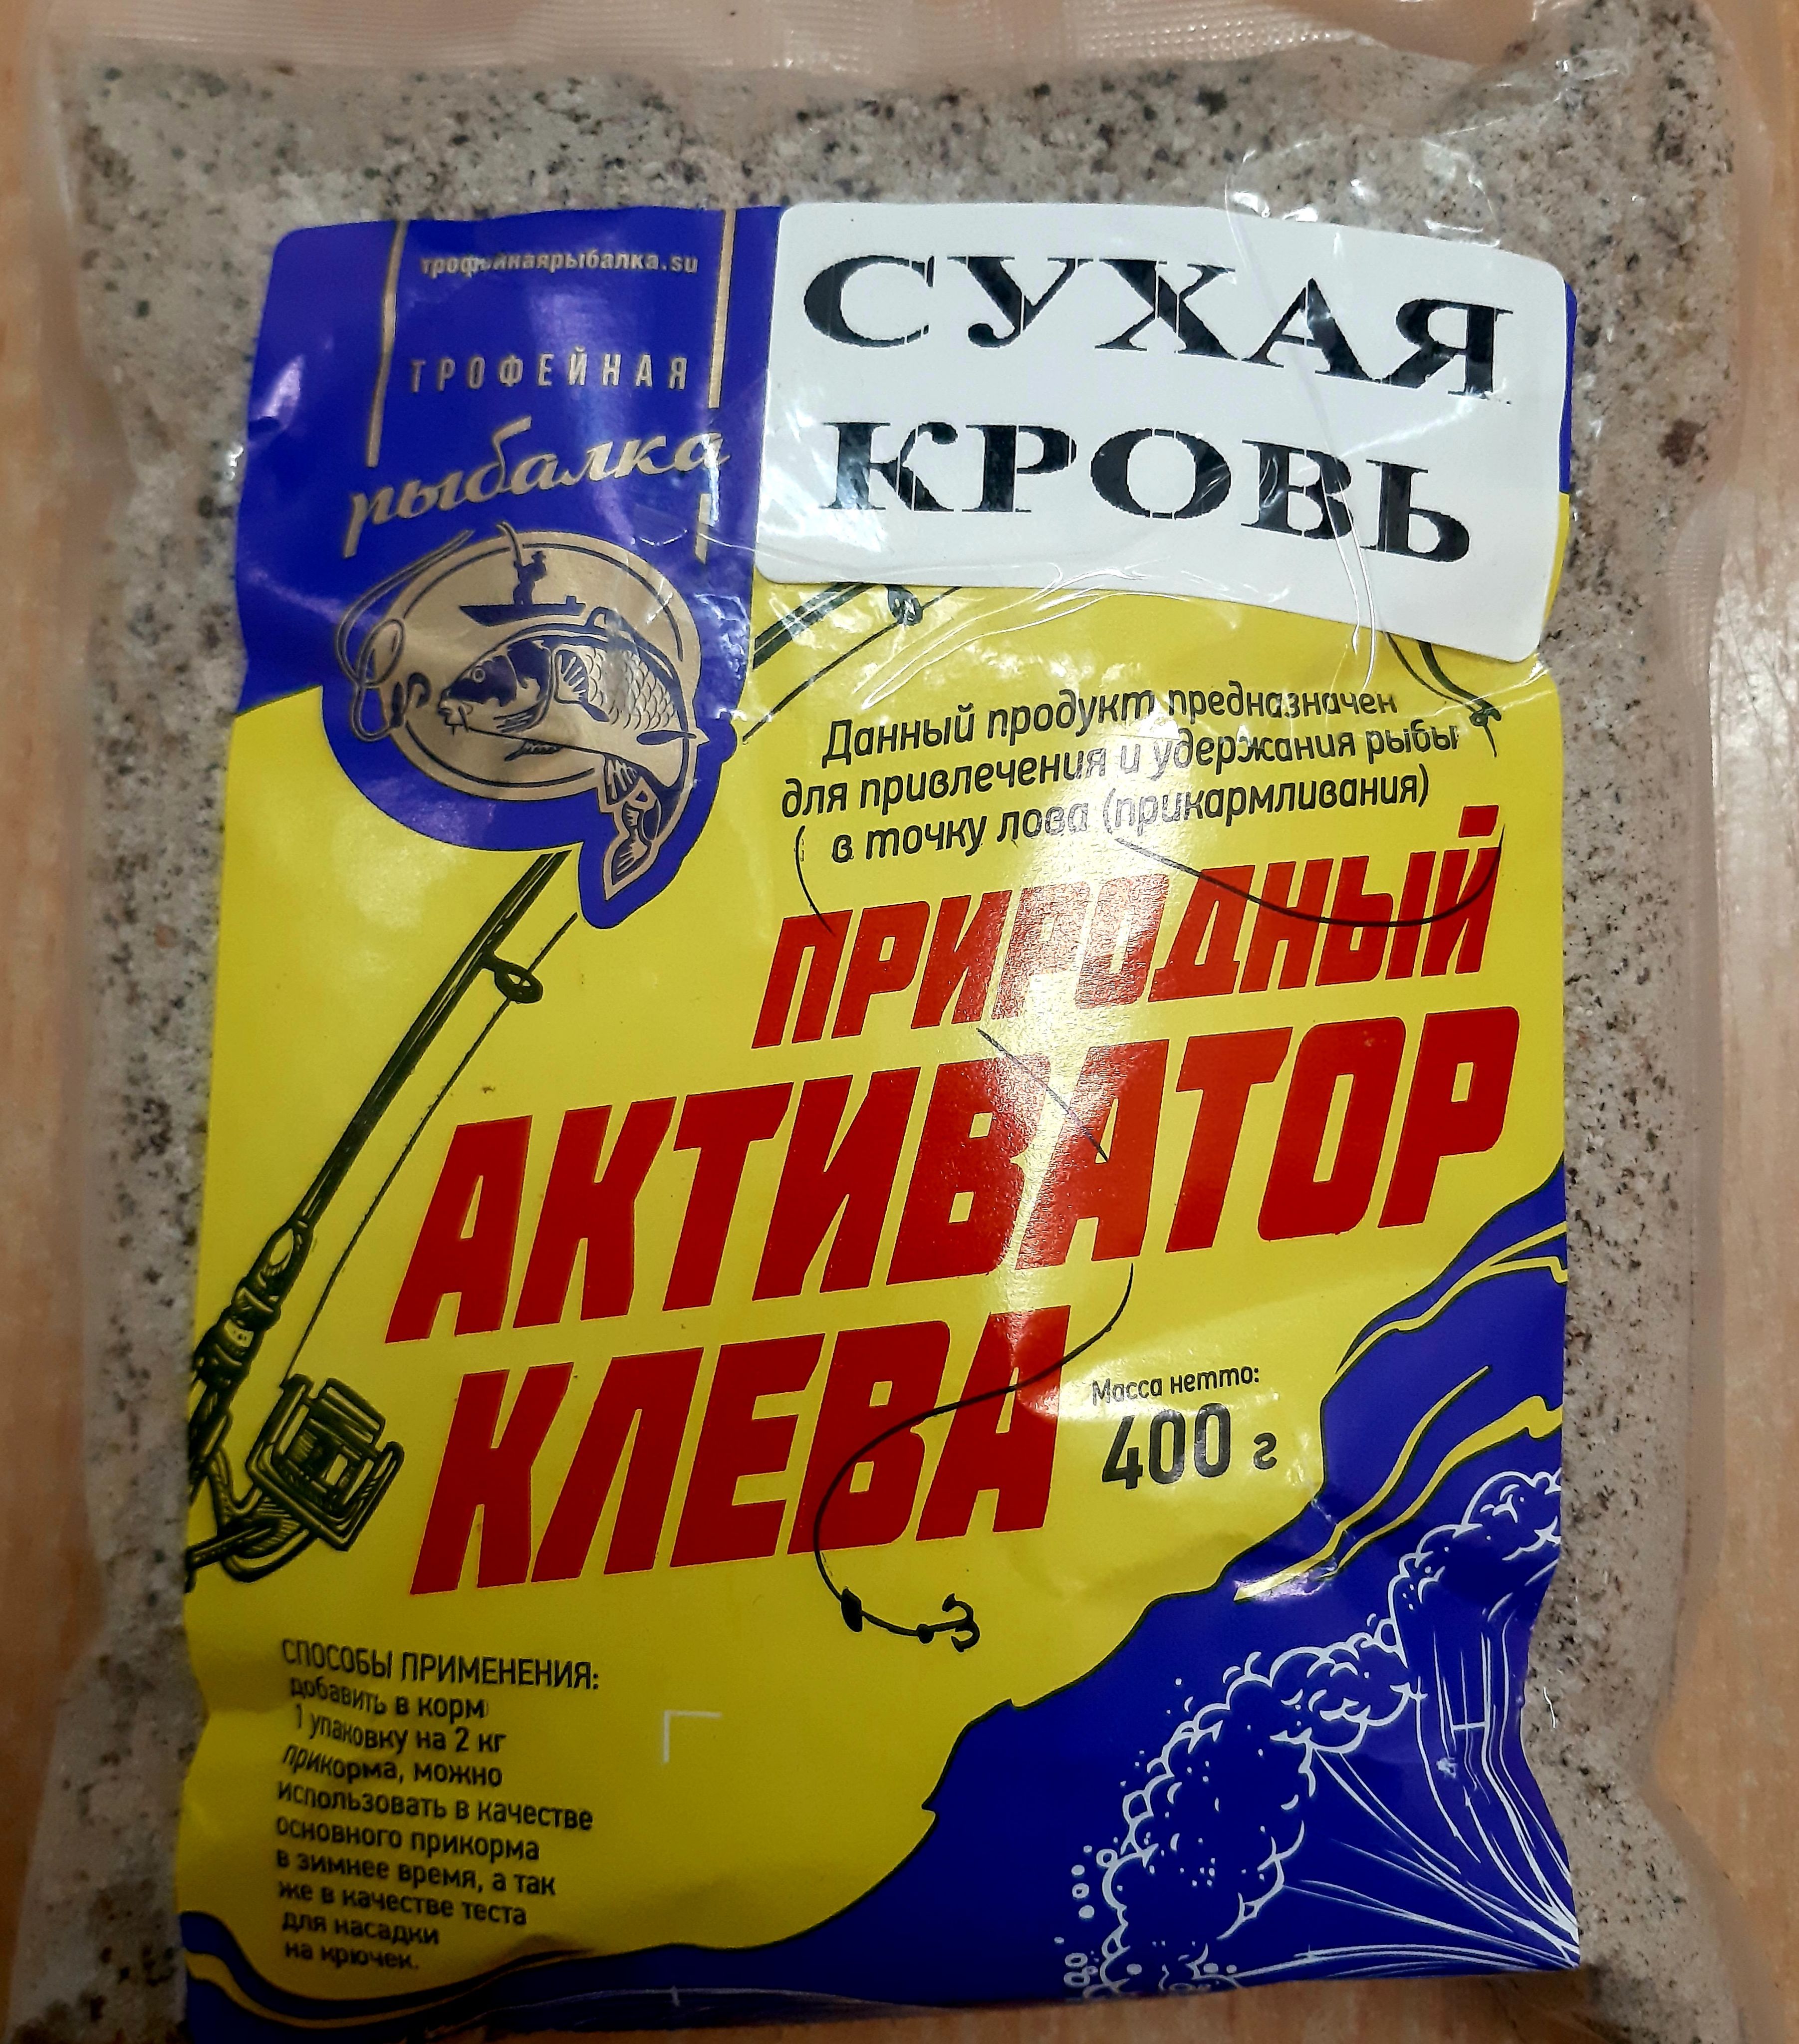 трофейнаярыбалка.su
ТРОФЕЙНАЯ
рыбалка
СУХАЯ
КРОВЬ
Данный продукт предназначен
для привлечения и удержания рыбы
в точку лова (прикармливания)
ПРИРОДНЫЙ
АКТИВАТОР
КЛЕВА
Масса нетто:
400 г
СПОСОБЫ ПРИМЕНЕНИЯ:
добавить в корм
1 упаковку на 2 кг
прикорма, можно
использовать в качестве
основного прикорма
в зимнее время, а так
же в качестве теста
для насадки
на крючек.